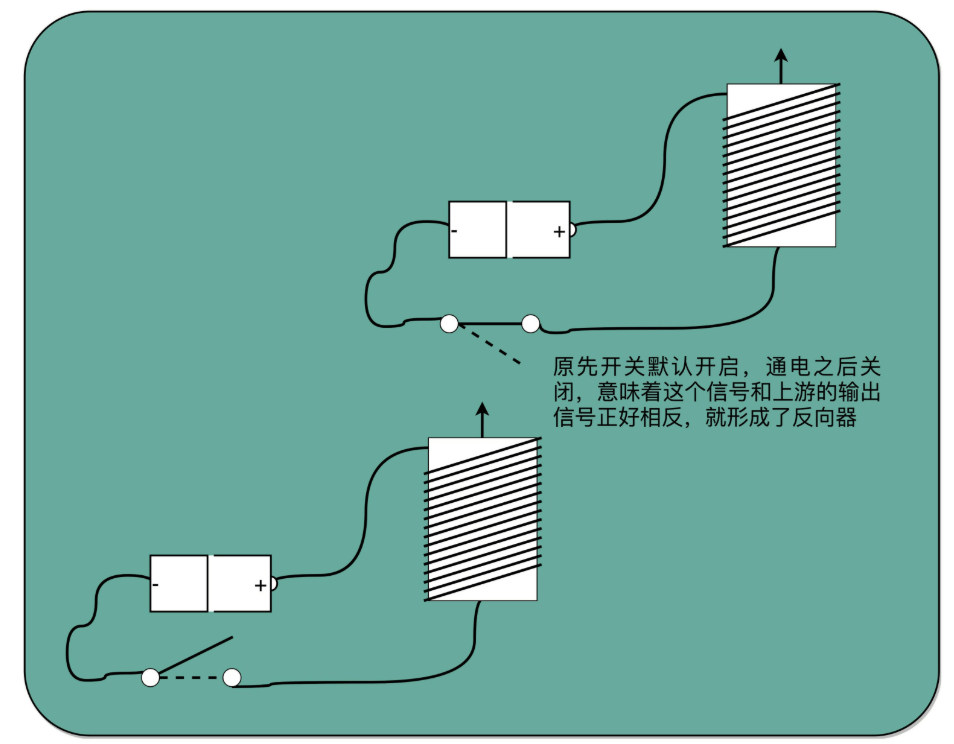 - +
原先开关默认开启，通电之后关
闭，意味着这个信号和上游的输出
信号正好相反，就形成了反向器
- +